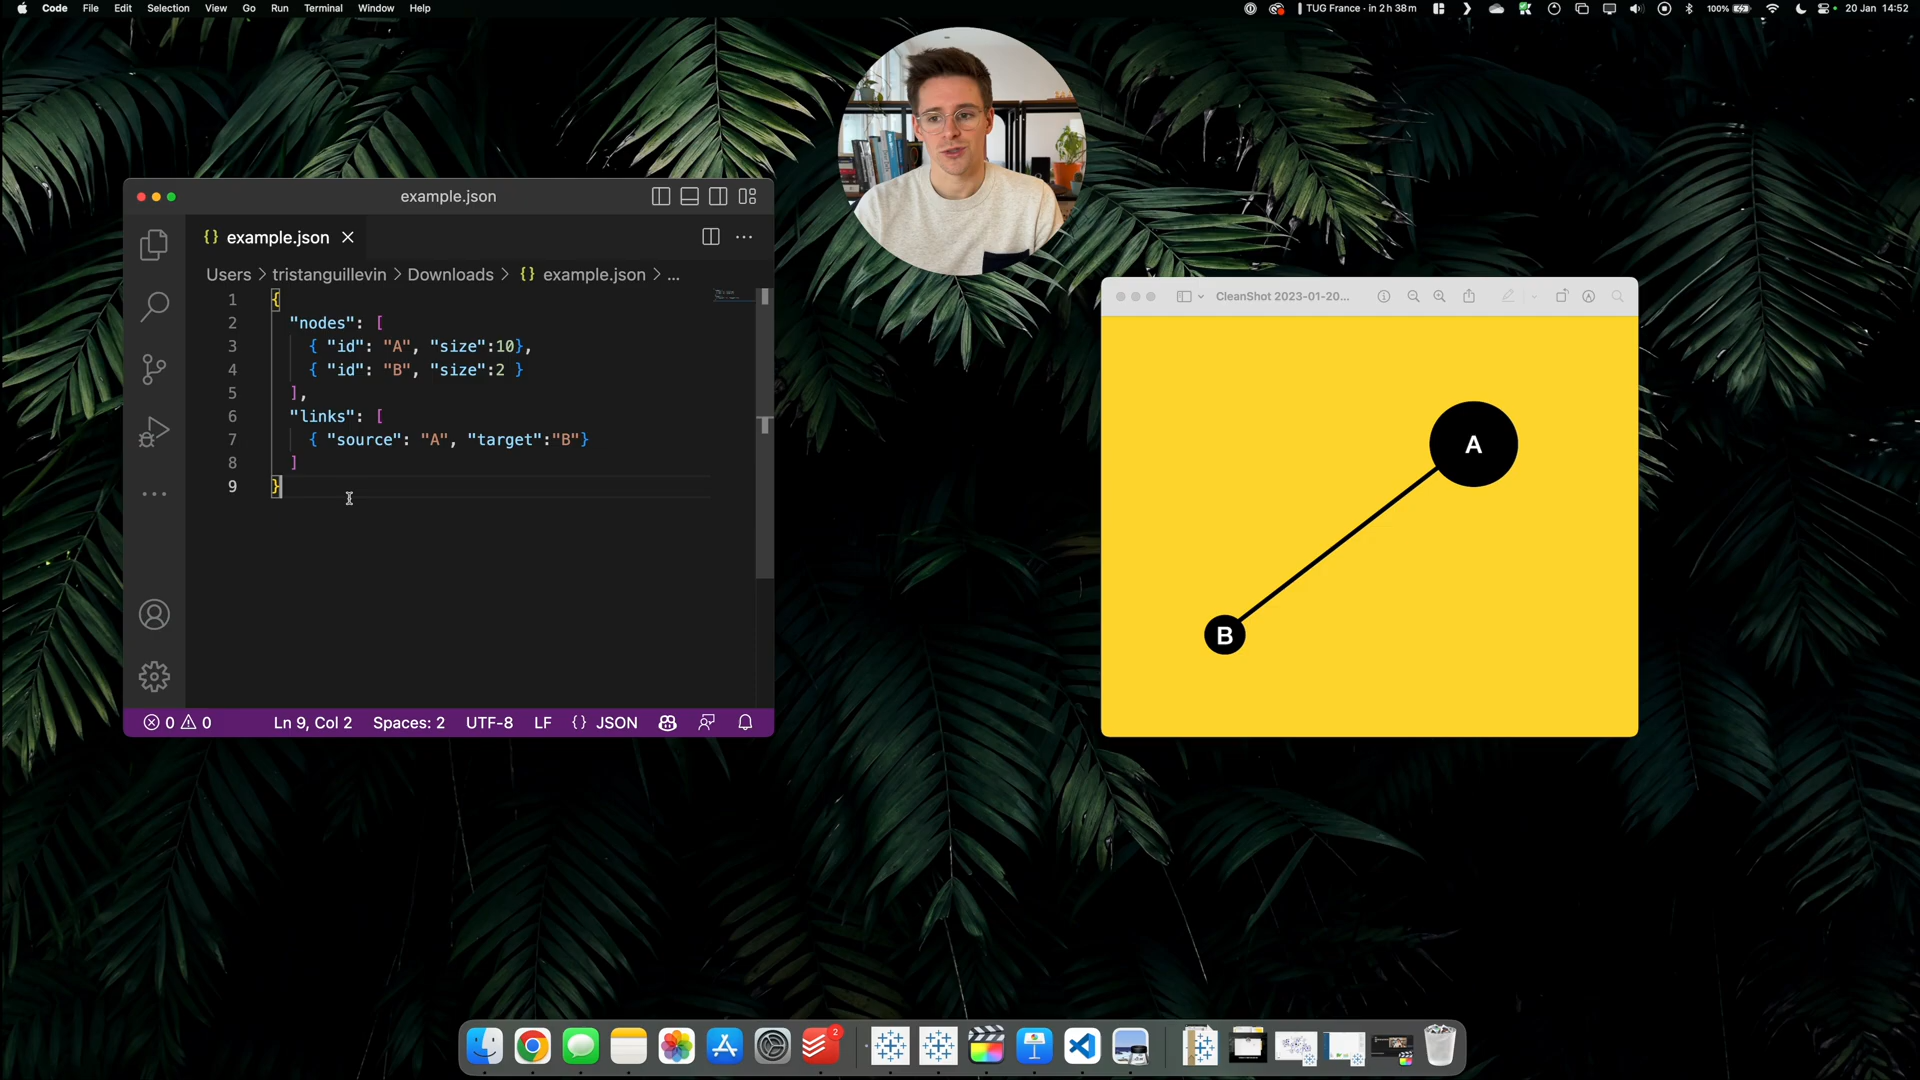 Code File Edit Selection View Go Run Terminal Window Help
TUG France · in 2 h 38 m 100% 20 Jan 14:52
example.json
{} example.json
Users > tristanguillevin > Downloads > {} example.json > ...
1 {
2 "nodes": [
3 { "id": "A", "size":10},
4 { "id": "B", "size":2 }
5 ],
6 "links": [
7 { "source": "A", "target":"B"}
8 ]
9 }
0 0 Ln 9, Col 2 Spaces: 2 UTF-8 LF {} JSON
CleanShot 2023-01-20...
A
B
2